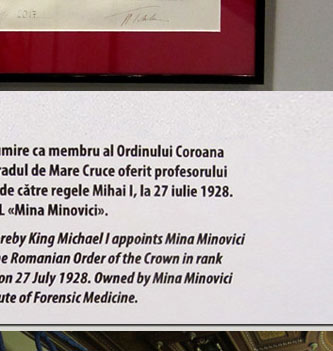 2017
umire ca membru al Ordinului Coroana
radul de Mare Cruce oferit profesorului
de către regele Mihai I, la 27 iulie 1928.
L «Mina Minovici».
reby King Michael I appoints Mina Minovici
e Romanian Order of the Crown in rank
on 27 July 1928. Owned by Mina Minovici
ute of Forensic Medicine.